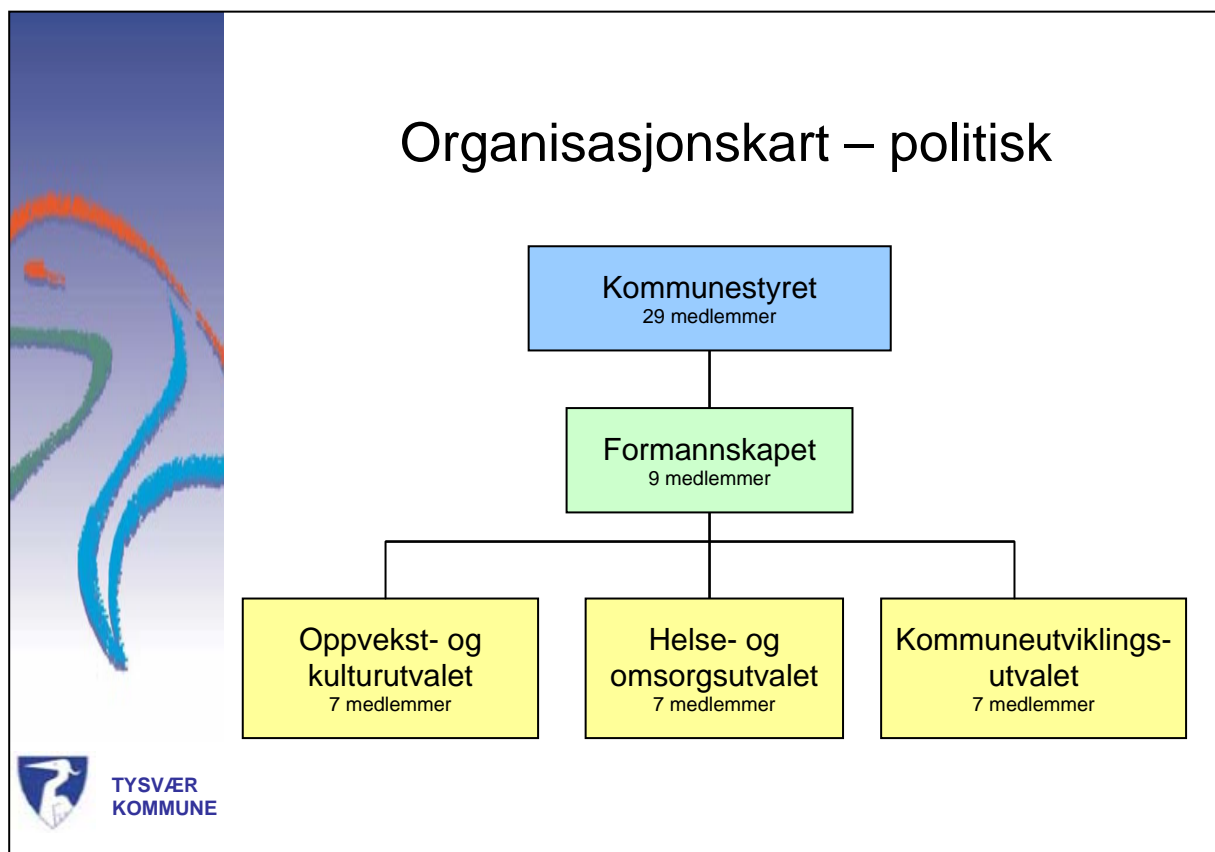 Organisasjonskart – politisk
Kommunestyret
29 medlemmer
Formannskapet
9 medlemmer
Oppvekst- og
kulturutvalet
7 medlemmer
Helse- og
omsorgsutvalet
7 medlemmer
Kommuneutviklings-
utvalet
7 medlemmer
TYSVÆR
KOMMUNE